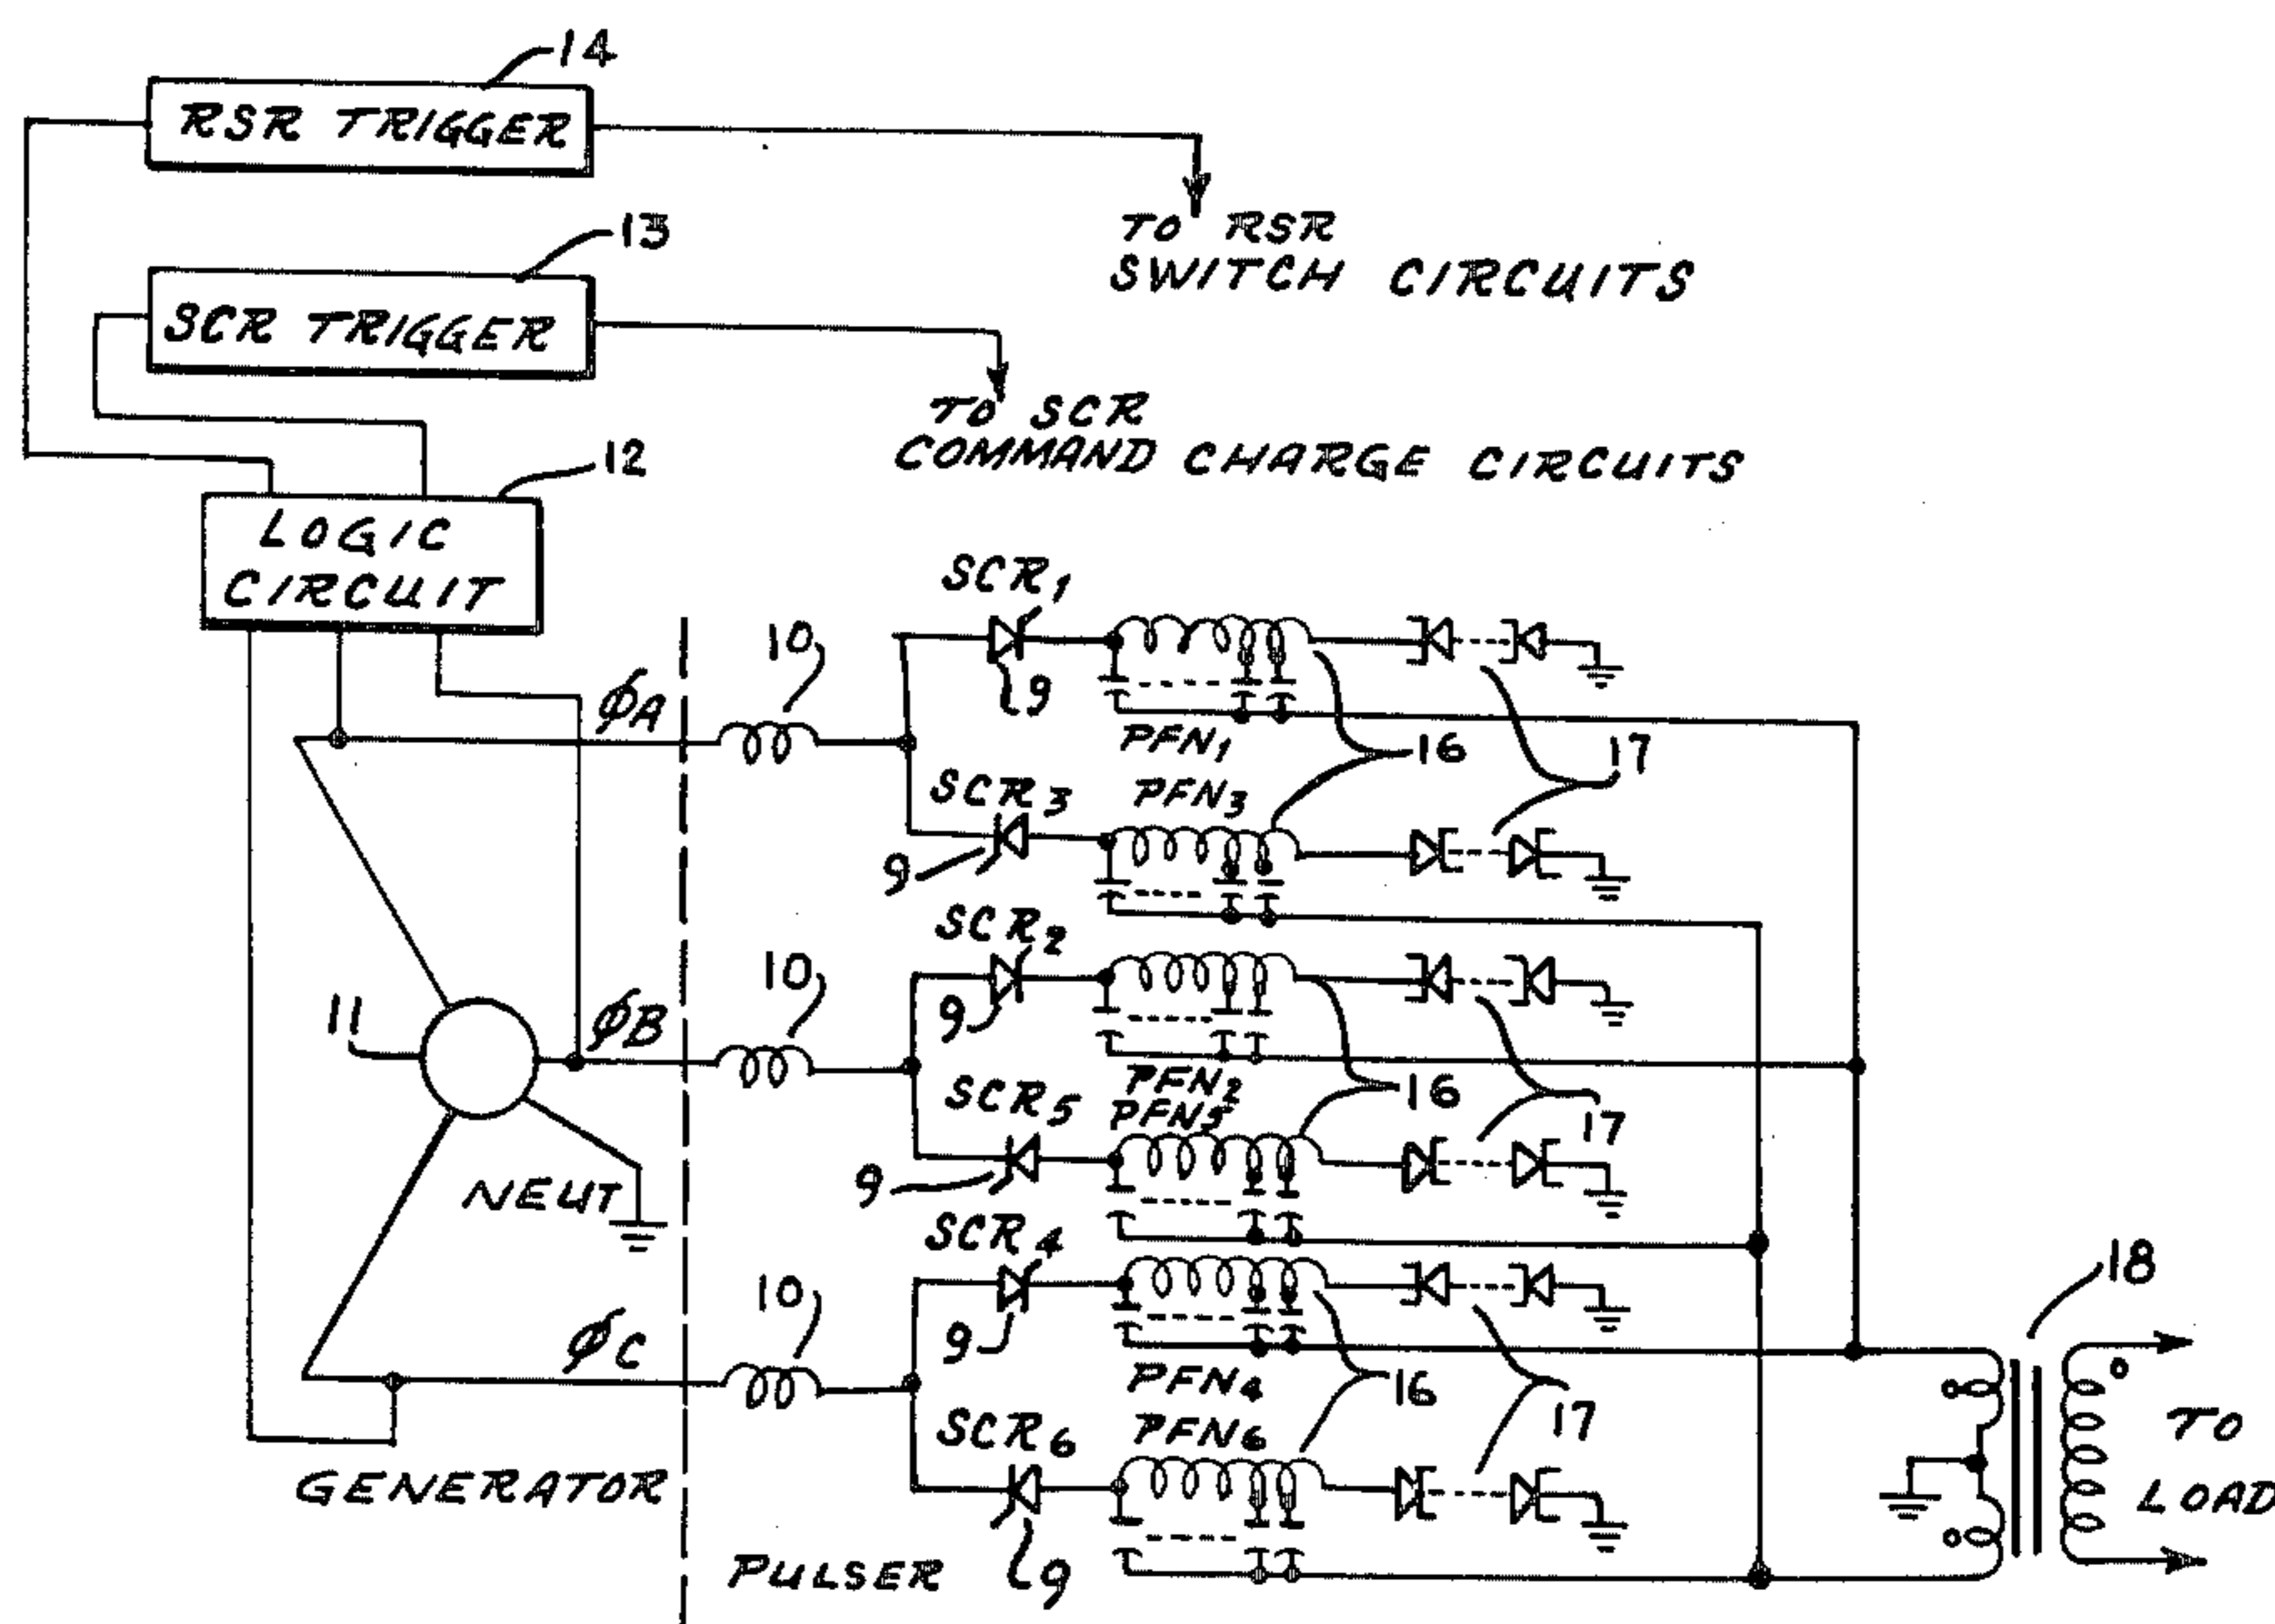 14
RSR TRIGGER
13
TO RSR
SWITCH CIRCUITS
SCR TRIGGER
TO SCR
COMMAND CHARGE CIRCUITS
12
LOGIC
CIRCUIT
SCR1
10
9
ΦA
PFN1
16
17
SCR3
PFN3
9
SCR2
10
9
11
ΦB
PFN2
16
17
SCR5
PFN5
9
NEUT
SCR4
18
10
9
ΦC
PFN4
16
17
SCR6
PFN6
TO
LOAD
GENERATOR
PULSER
9